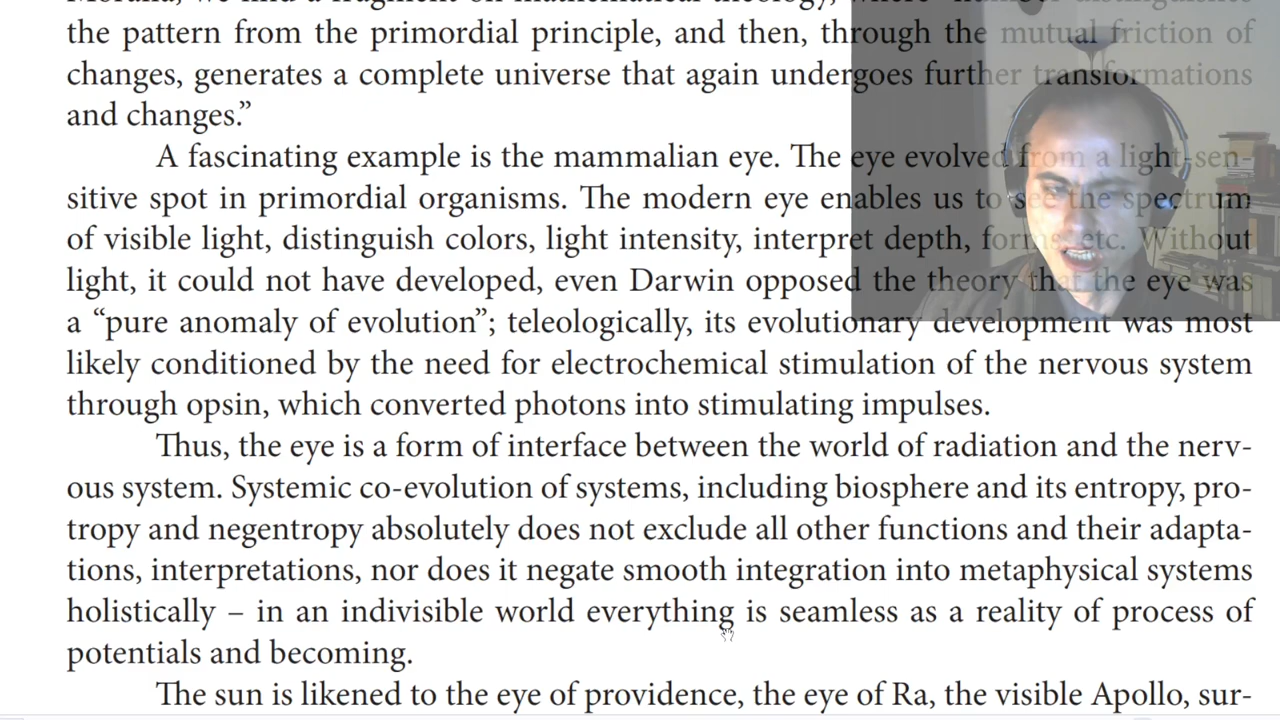 the pattern from the primordial principle, and then, through the mutual friction of
changes, generates a complete universe that again undergoes further transformations
and changes.”
A fascinating example is the mammalian eye. The eye evolved from a light-sen-
sitive spot in primordial organisms. The modern eye enables us to see the spectrum
of visible light, distinguish colors, light intensity, interpret depth, forms, etc. Without
light, it could not have developed, even Darwin opposed the theory that the eye was
a “pure anomaly of evolution”; teleologically, its evolutionary development was most
likely conditioned by the need for electrochemical stimulation of the nervous system
through opsin, which converted photons into stimulating impulses.
Thus, the eye is a form of interface between the world of radiation and the nerv-
ous system. Systemic co-evolution of systems, including biosphere and its entropy, pro-
tropy and negentropy absolutely does not exclude all other functions and their adapta-
tions, interpretations, nor does it negate smooth integration into metaphysical systems
holistically – in an indivisible world everything is seamless as a reality of process of
potentials and becoming.
The sun is likened to the eye of providence, the eye of Ra, the visible Apollo, sur-